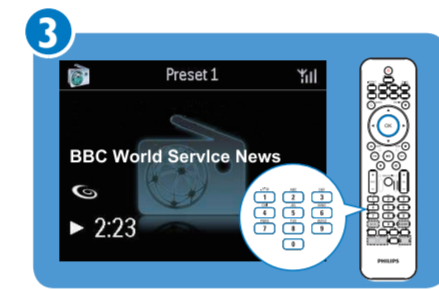 3
Preset 1
BBC World Service News
2:23
1 2 3
4 5 6
7 8 9
0
OK
PHILIPS